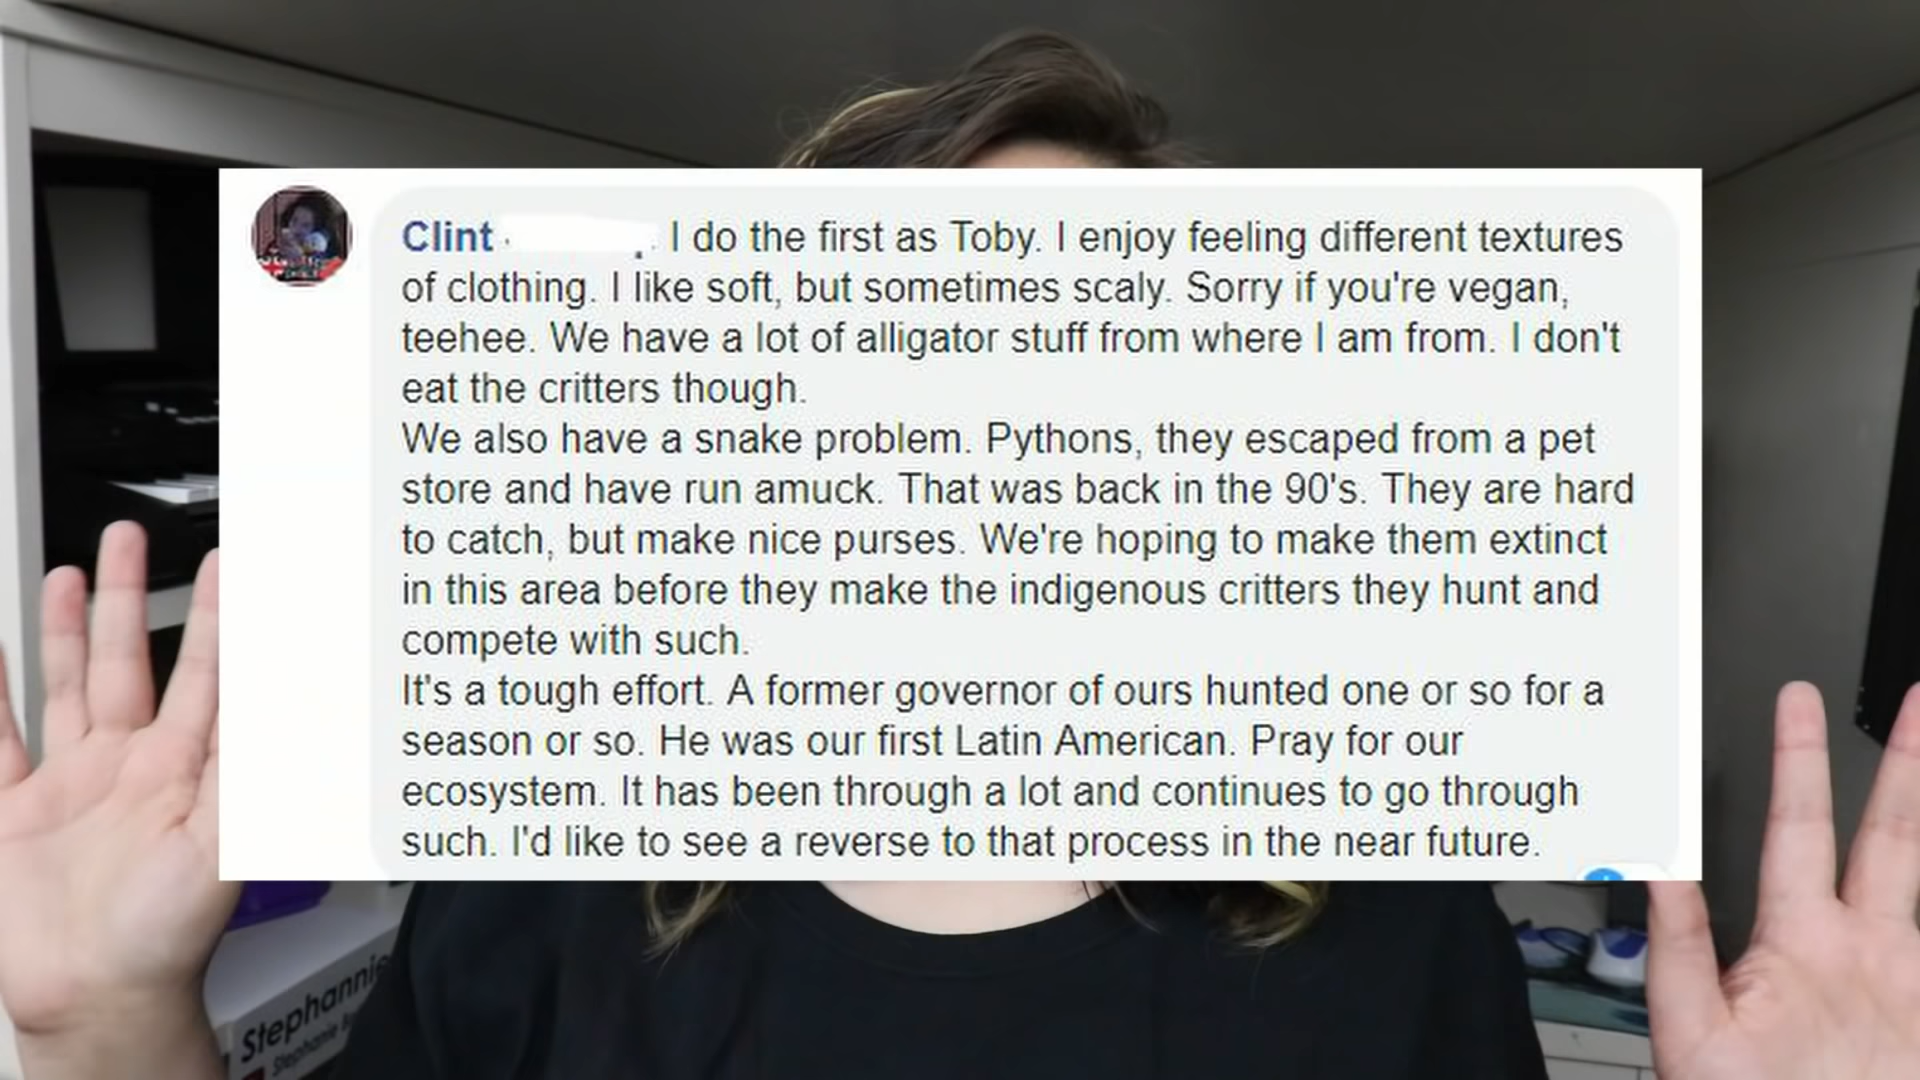 Clint I do the first as Toby. I enjoy feeling different textures
of clothing. I like soft, but sometimes scaly. Sorry if you're vegan,
teehee. We have a lot of alligator stuff from where I am from. I don't
eat the critters though.
We also have a snake problem. Pythons, they escaped from a pet
store and have run amuck. That was back in the 90's. They are hard
to catch, but make nice purses. We're hoping to make them extinct
in this area before they make the indigenous critters they hunt and
compete with such.
It's a tough effort. A former governor of ours hunted one or so for a
season or so. He was our first Latin American. Pray for our
ecosystem. It has been through a lot and continues to go through
such. I'd like to see a reverse to that process in the near future.
Stephannie
Stephanie